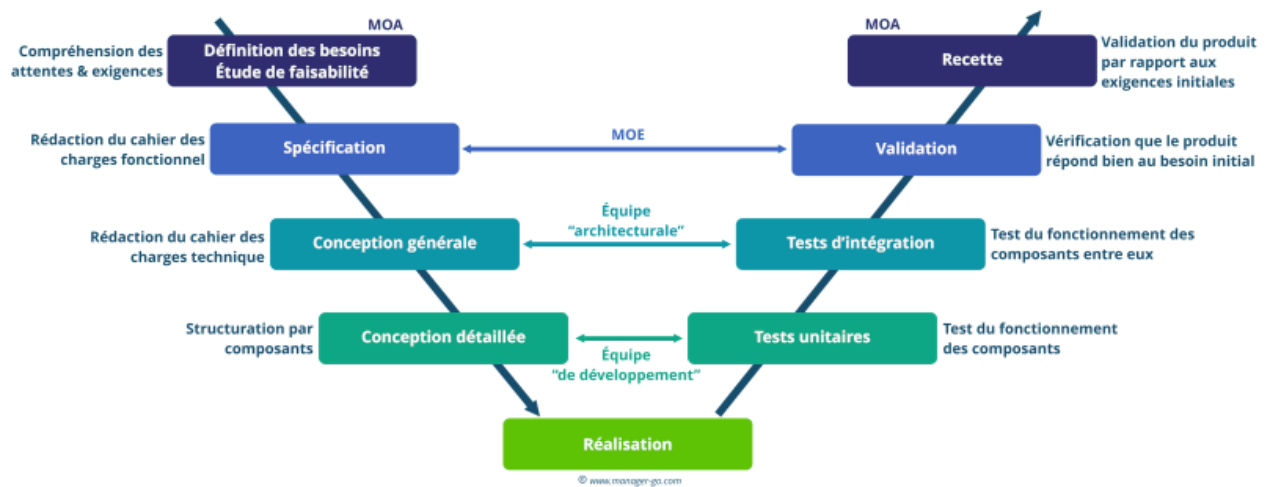 MOA
MOA
Compréhension des
attentes & exigences
Définition des besoins
Étude de faisabilité
Recette
Validation du produit
par rapport aux
exigences initiales
Rédaction du cahier des
charges fonctionnel
Spécification
MOE
Validation
Vérification que le produit
répond bien au besoin initial
Rédaction du cahier des
charges technique
Conception générale
Équipe
“architecturale”
Tests d’intégration
Test du fonctionnement des
composants entre eux
Structuration par
composants
Conception détaillée
Équipe
“de développement”
Tests unitaires
Test du fonctionnement
des composants
Réalisation
© www.manager-go.com